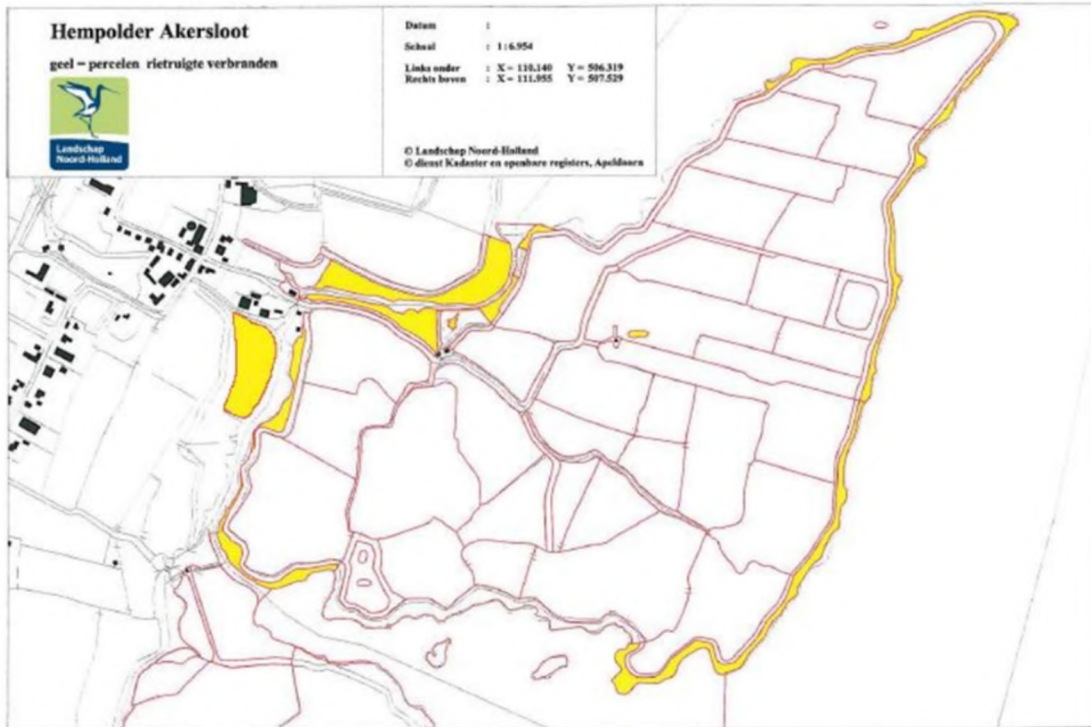 Hempolder Akersloot
geel = percelen rietruigte verbranden
Landschap
Noord-Holland
Datum :
Schaal : 1:6.954
Links onder : X = 110.140 Y = 506.319
Rechts boven : X = 111.955 Y = 507.529
© Landschap Noord-Holland
© dienst Kadaster en openbare registers, Apeldoorn